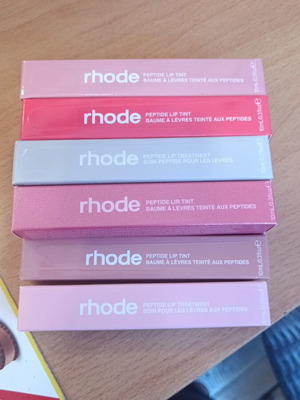 rhode
PEPTIDE LIP TINT
BAUME À LÈVRES TEINTÉ AUX PEPTIDES
rhode
PEPTIDE LIP TINT
BAUME À LÈVRES TEINTÉ AUX PEPTIDES
rhode
PEPTIDE LIP TREATMENT
SOIN PEPTIDE POUR LES LÈVRES
rhode
PEPTIDE LIP TINT
BAUME À LÈVRES TEINTÉ AUX PEPTIDES
rhode
PEPTIDE LIP TINT
BAUME À LÈVRES TEINTÉ AUX PEPTIDES
rhode
PEPTIDE LIP TREATMENT
SOIN POUR LES LÈVRES AUX PEPTIDES